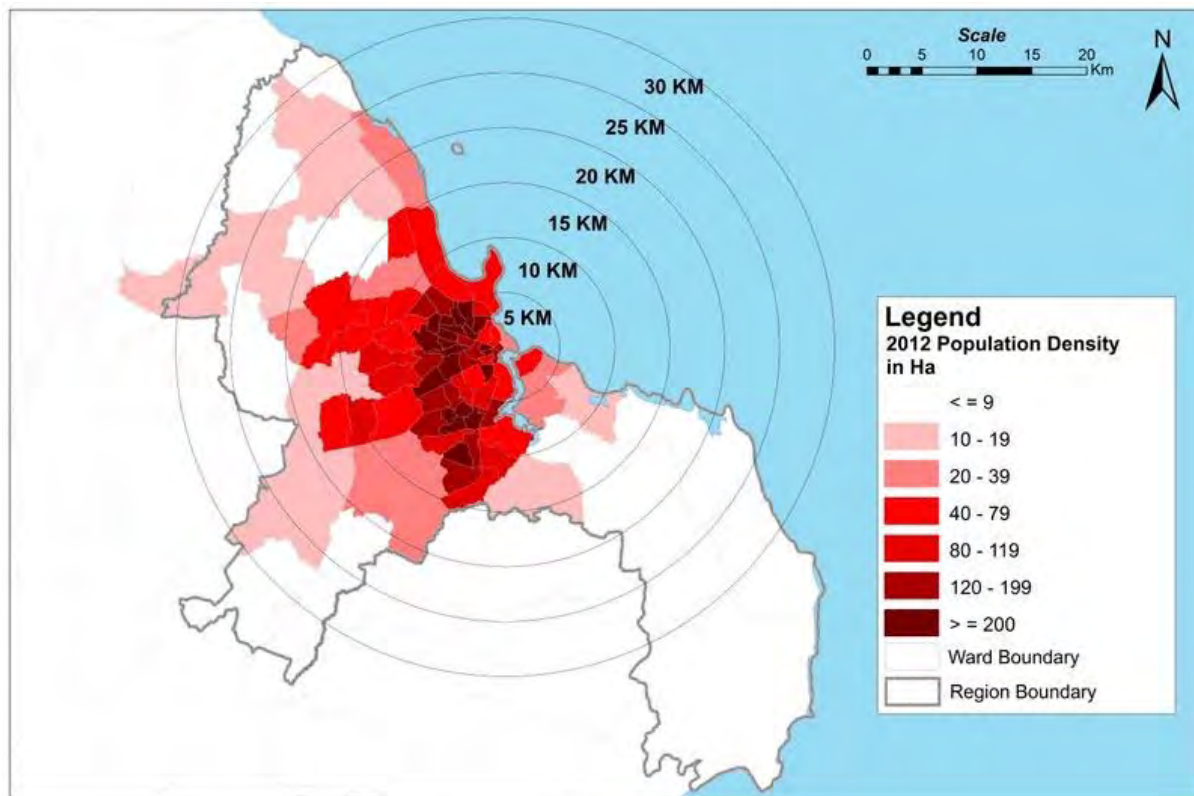 Scale
0 5 10 15 20
Km
N
30 KM
25 KM
20 KM
15 KM
10 KM
5 KM
Legend
2012 Population Density
in Ha
< = 9
10 - 19
20 - 39
40 - 79
80 - 119
120 - 199
> = 200
Ward Boundary
Region Boundary